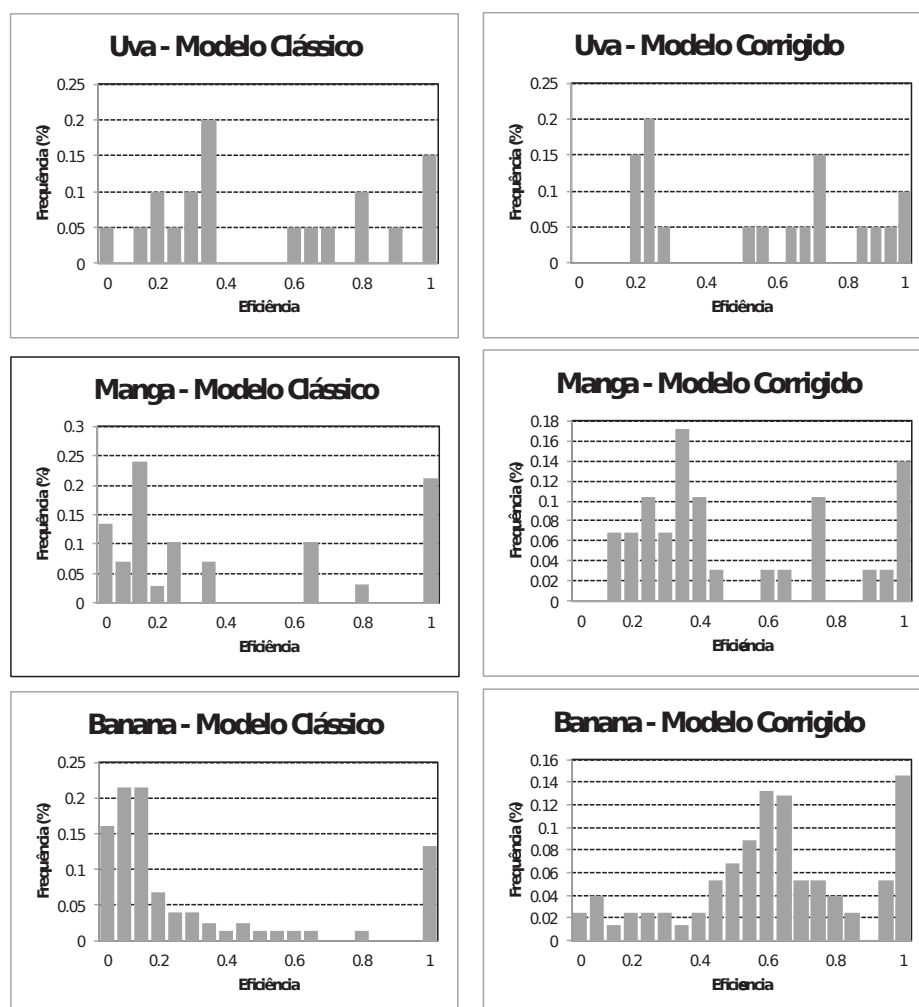 Uva - Modelo Clássico
0.25
0.2
0.15
0.1
0.05
0
Frequência (%)
0 0.2 0.4 0.6 0.8 1
Eficiência
Uva - Modelo Corrigido
0.25
0.2
0.15
0.1
0.05
0
Frequência (%)
0 0.2 0.4 0.6 0.8 1
Eficiência
Manga - Modelo Clássico
0.3
0.25
0.2
0.15
0.1
0.05
0
Frequência (%)
0 0.2 0.4 0.6 0.8 1
Eficiência
Manga - Modelo Corrigido
0.18
0.16
0.14
0.12
0.1
0.08
0.06
0.04
0.02
0
Frequência (%)
0 0.2 0.4 0.6 0.8 1
Eficiência
Banana - Modelo Clássico
0.25
0.2
0.15
0.1
0.05
0
Frequência (%)
0 0.2 0.4 0.6 0.8 1
Eficiência
Banana - Modelo Corrigido
0.16
0.14
0.12
0.1
0.08
0.06
0.04
0.02
0
Frequência (%)
0 0.2 0.4 0.6 0.8 1
Eficiência